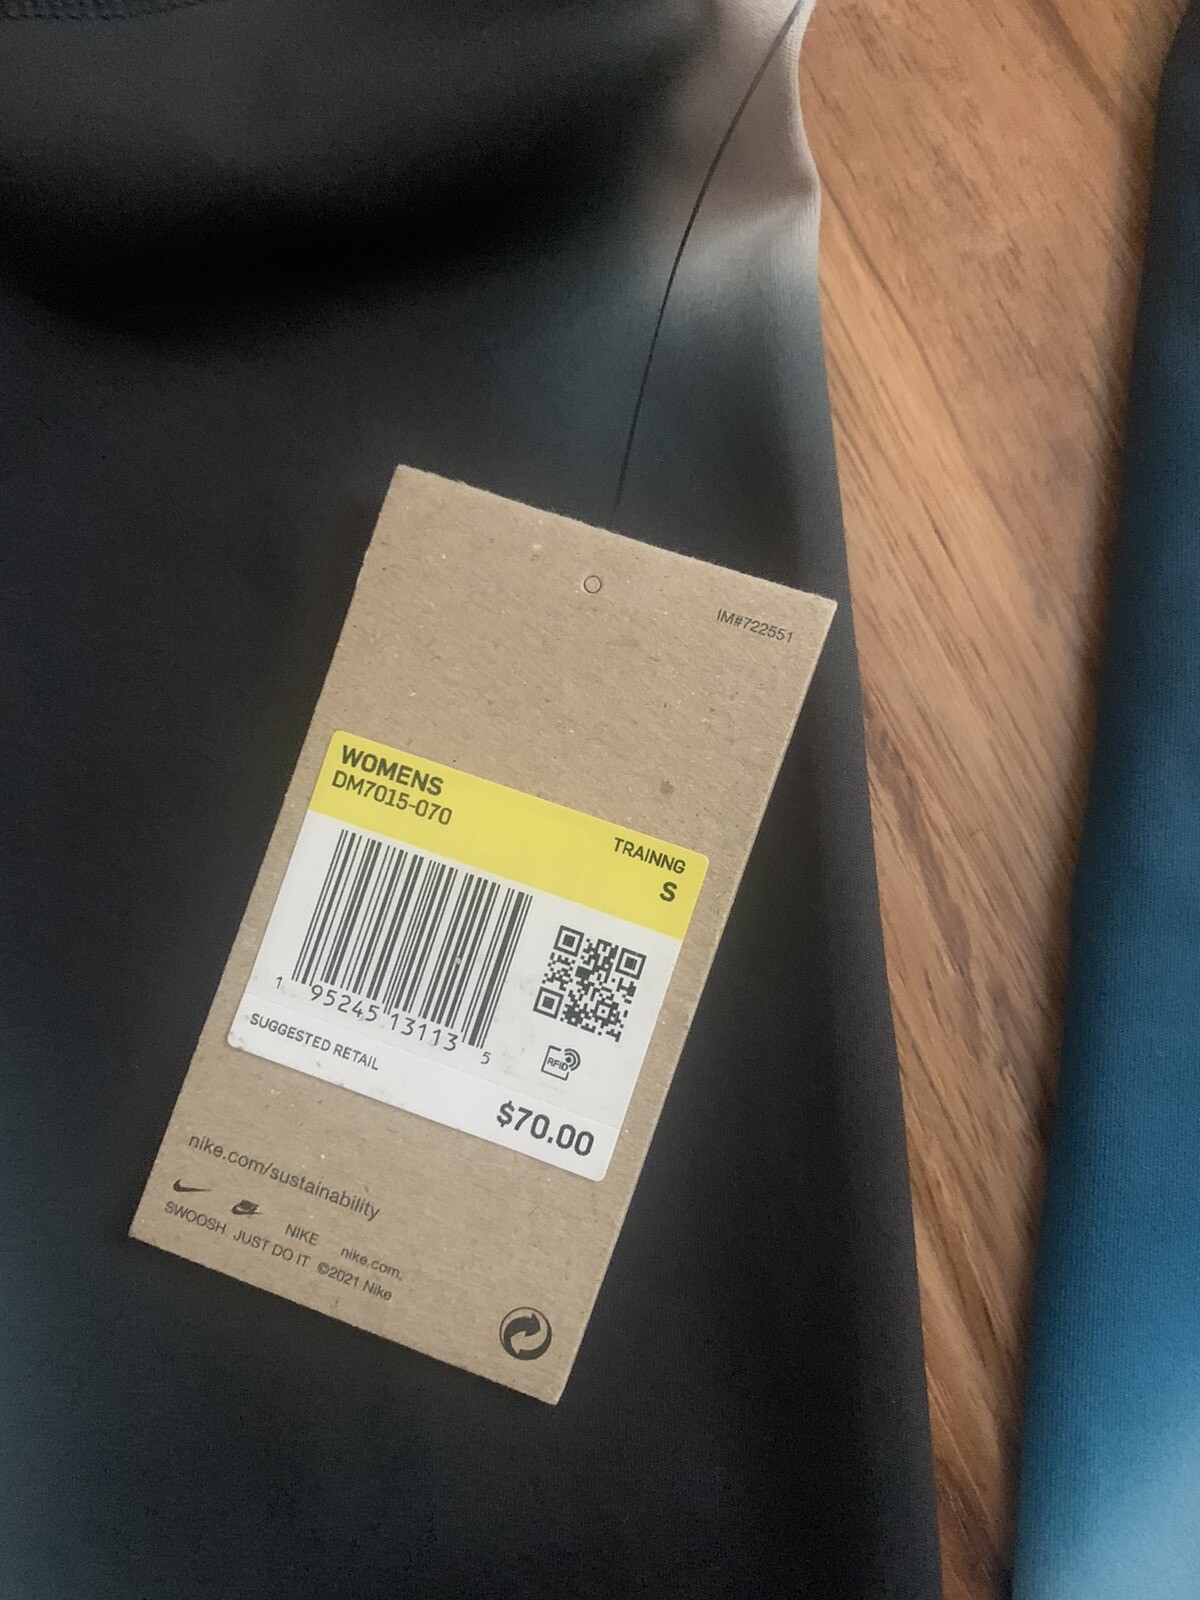 IM#722551
WOMENS
DM7015-070
TRAINNG
S
1 95245 13113 5
RFID
SUGGESTED RETAIL
$70.00
nike.com/sustainability
NIKE nike.com.
SWOOSH JUST DO IT ©2021 Nike